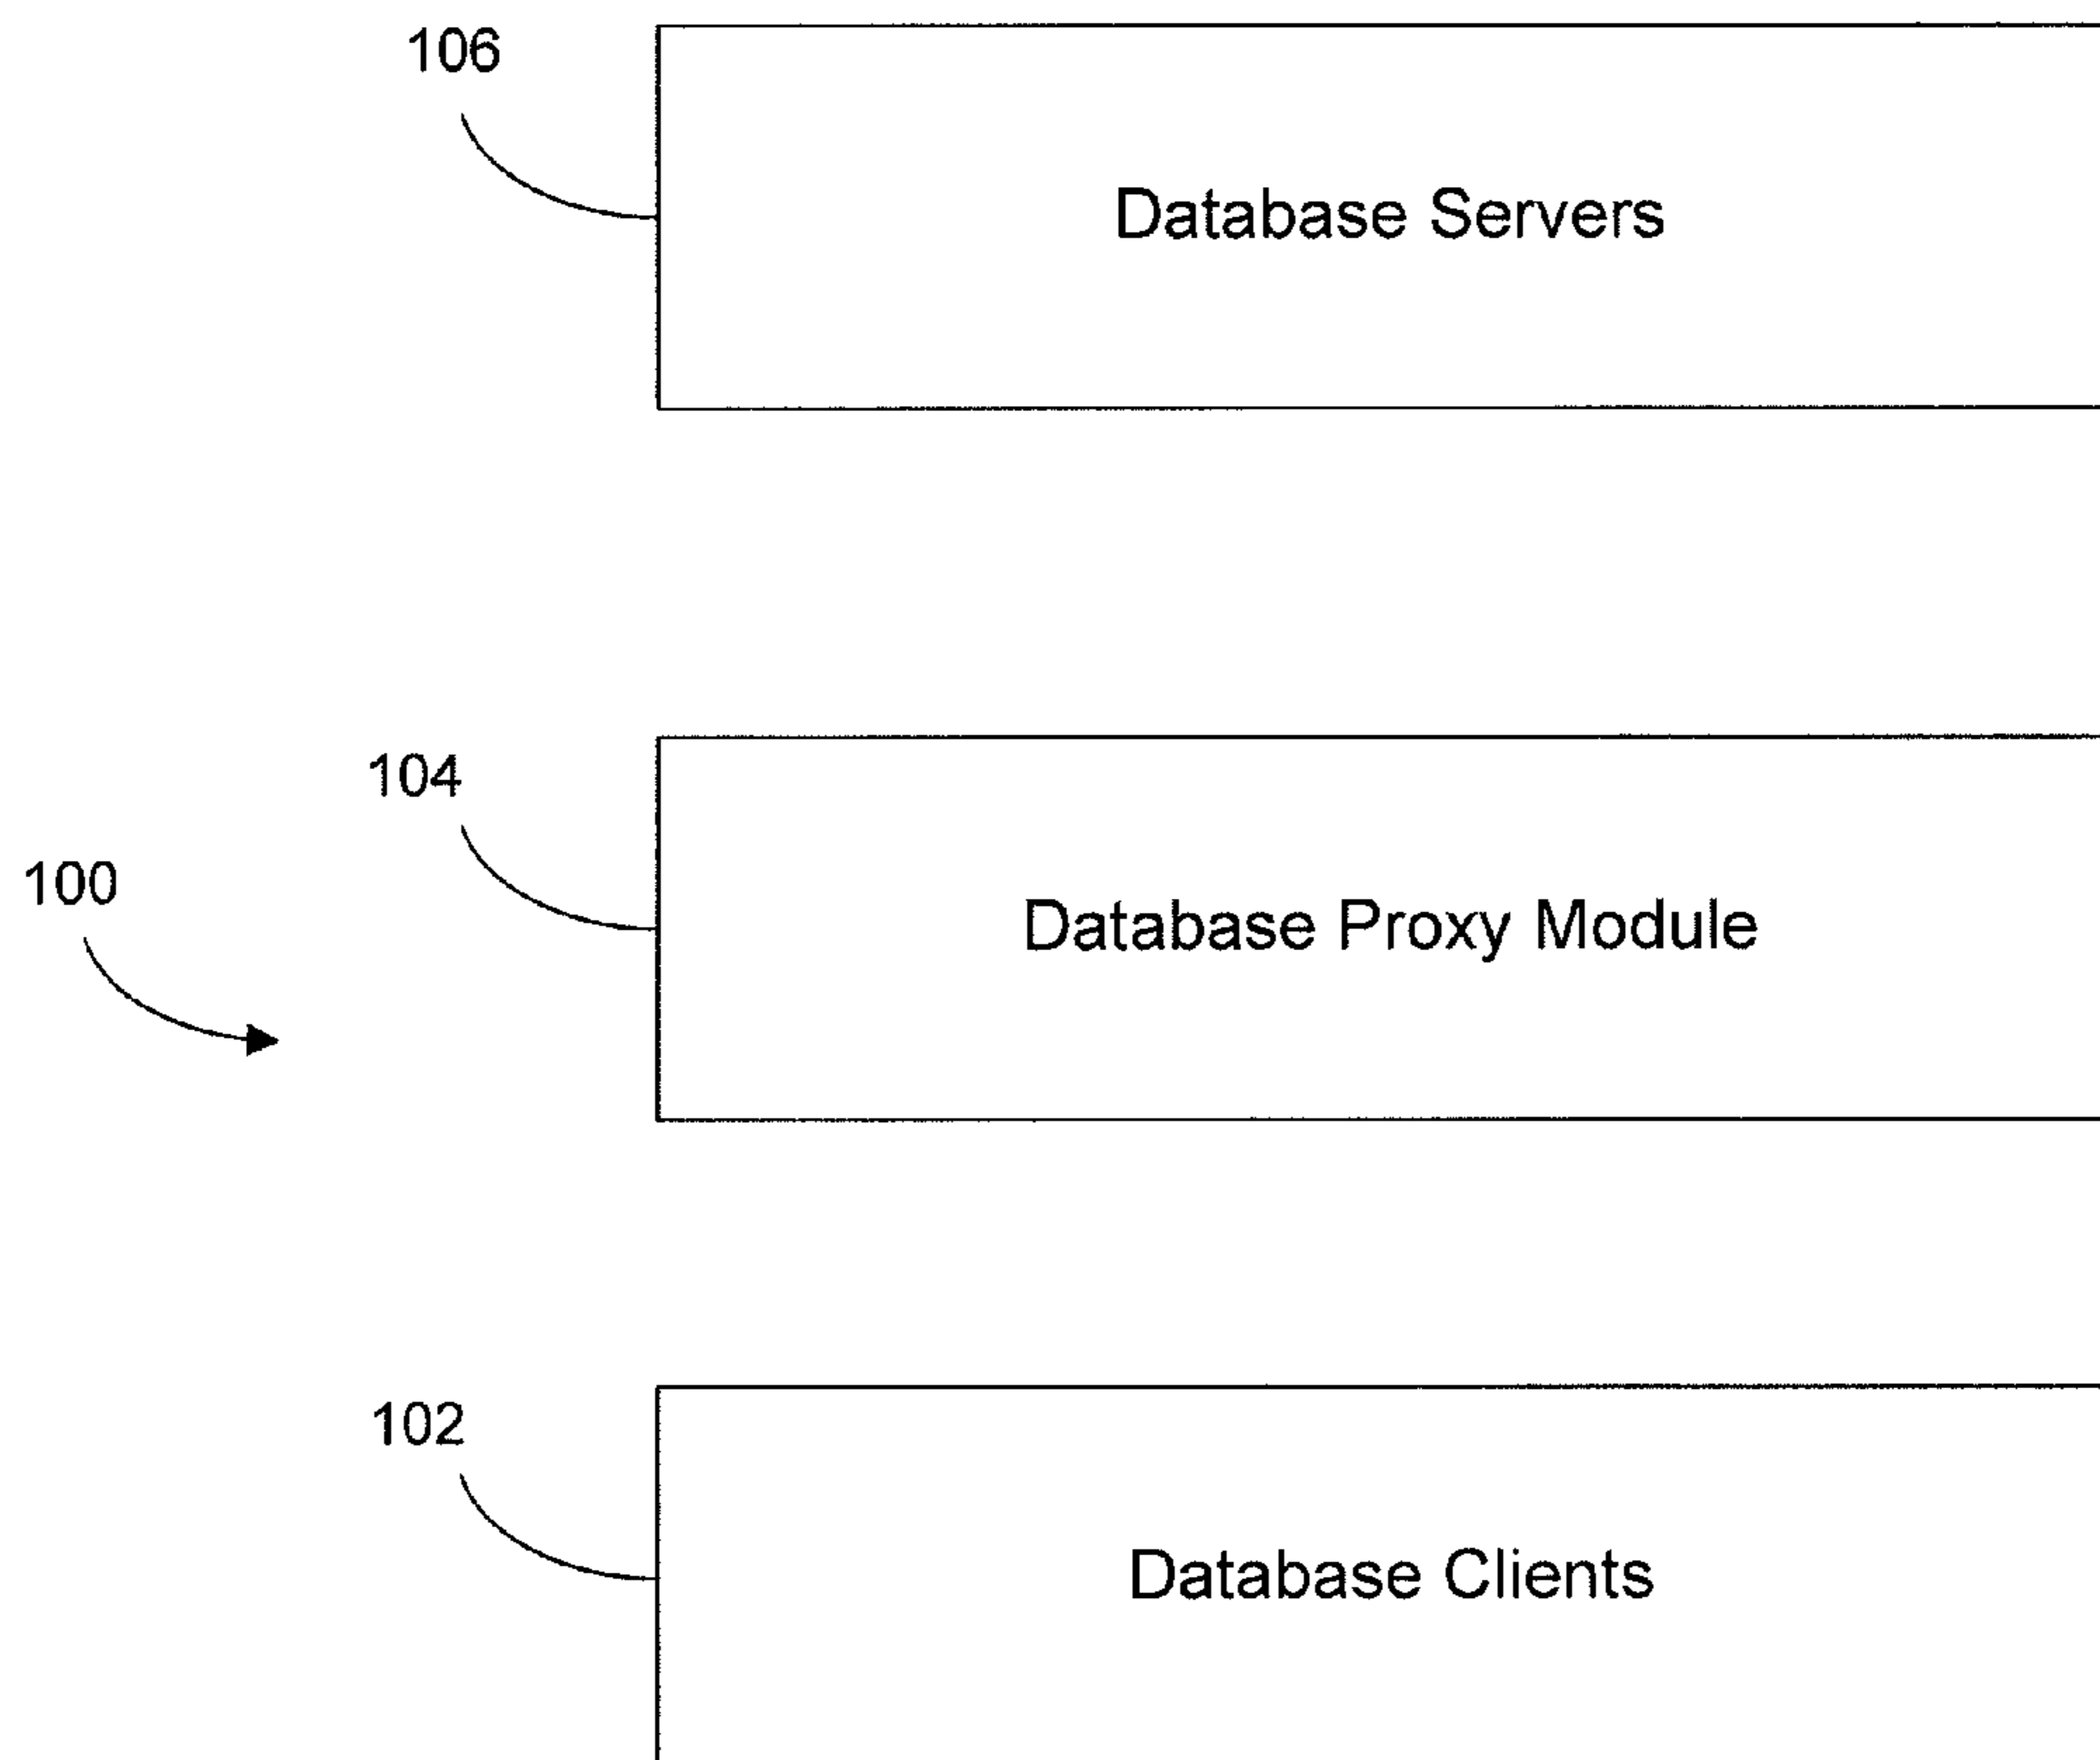 106
Database Servers
104
100
Database Proxy Module
102
Database Clients